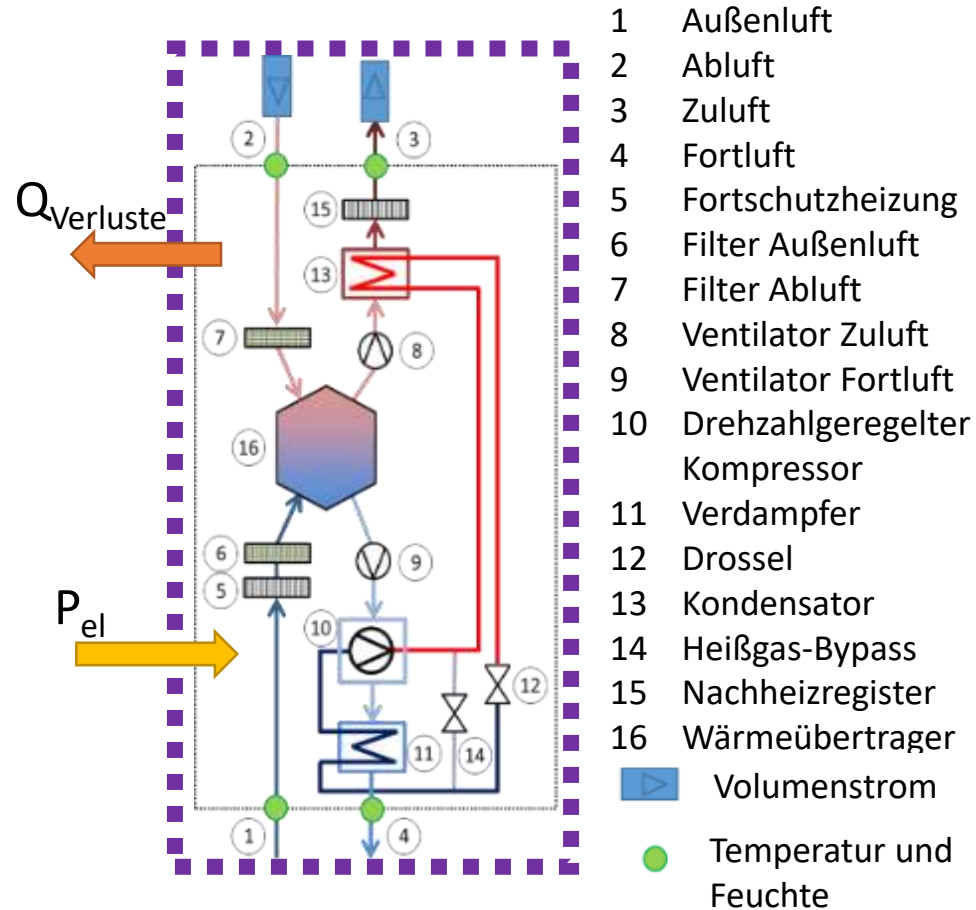 1 Außenluft
2 Abluft
3 Zuluft
4 Fortluft
5 Fortschutzheizung
6 Filter Außenluft
7 Filter Abluft
8 Ventilator Zuluft
9 Ventilator Fortluft
10 Drehzahlgeregelter
Kompressor
11 Verdampfer
12 Drossel
13 Kondensator
14 Heißgas-Bypass
15 Nachheizregister
16 Wärmeübertrager
Volumenstrom
Temperatur und
Feuchte
QVerluste
Pel
2
3
15
13
7
8
16
6
9
5
10
12
11
14
1
4